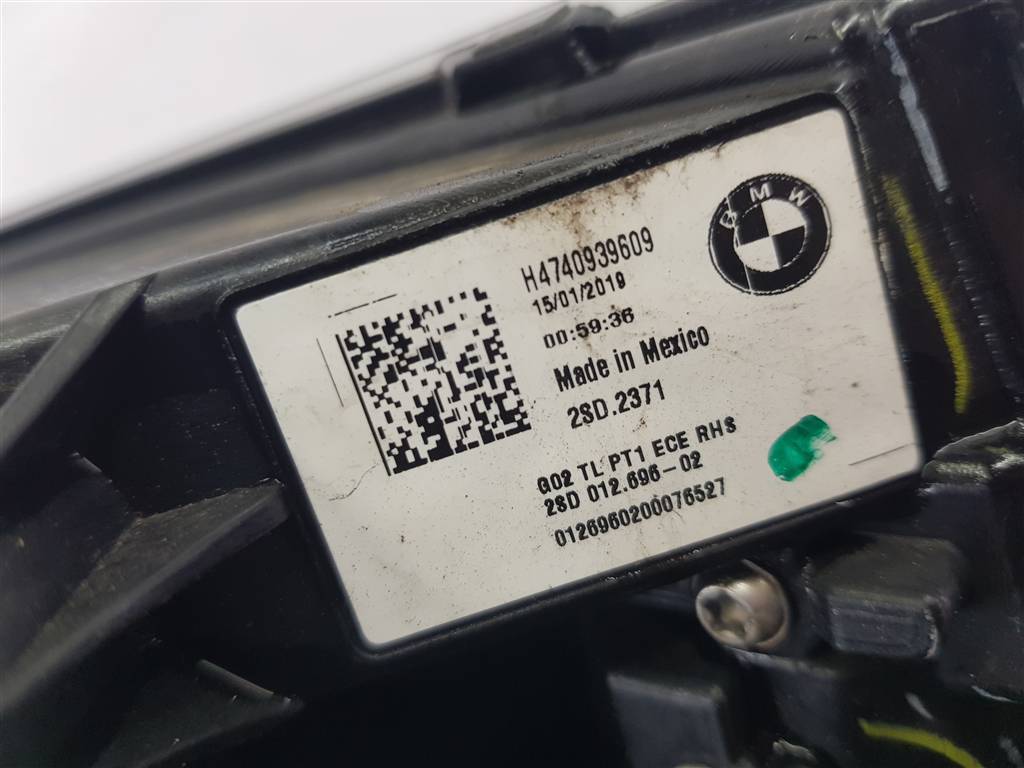 BMW
H4740939609
15/01/2019
00:59:36
Made in Mexico
2SD.2371
G02 TL PT1 ECE RHS
2SD 012.696-02
0126960200076527